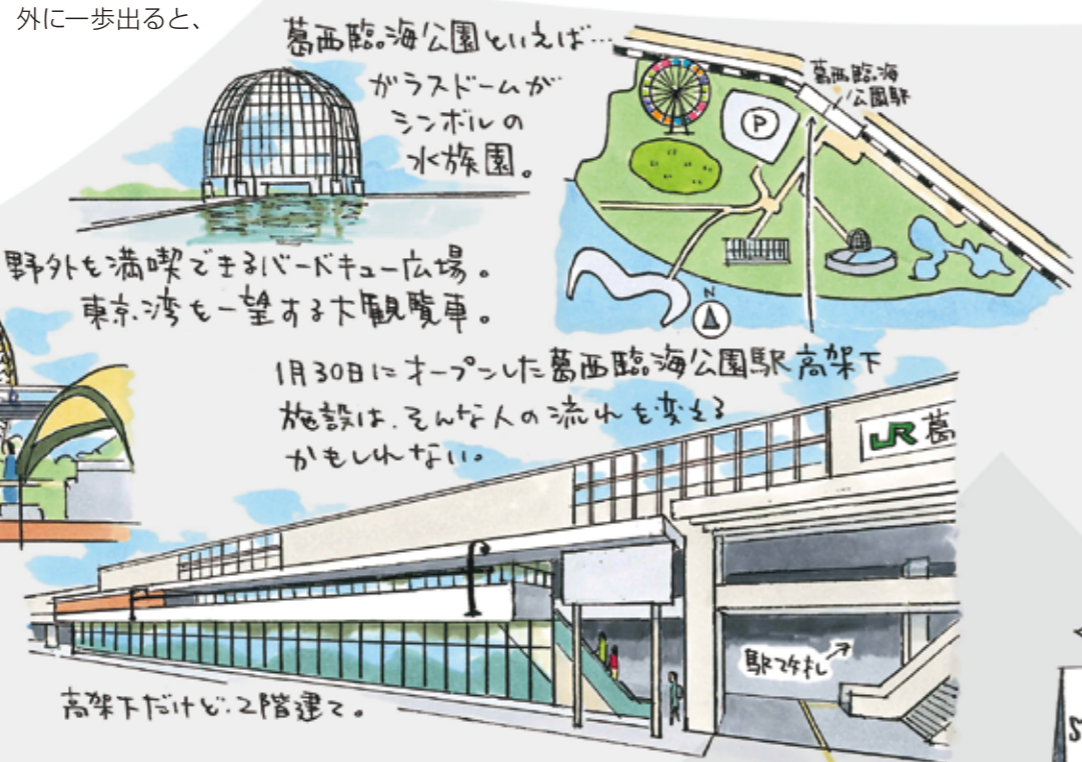 外に一歩出ると、
葛西臨海公園といえば…
ガラスドームが
シンボルの
水族園。
葛西臨海
公園駅
P
N
野外を満喫できるバーベキュー広場。
東京湾を一望する大観覧車。
1月30日にオープンした葛西臨海公園駅高架下
施設は、そんな人の流れを変える
かもしれない。
JR 葛
駅改札
高架下だけど、2階建て。
S